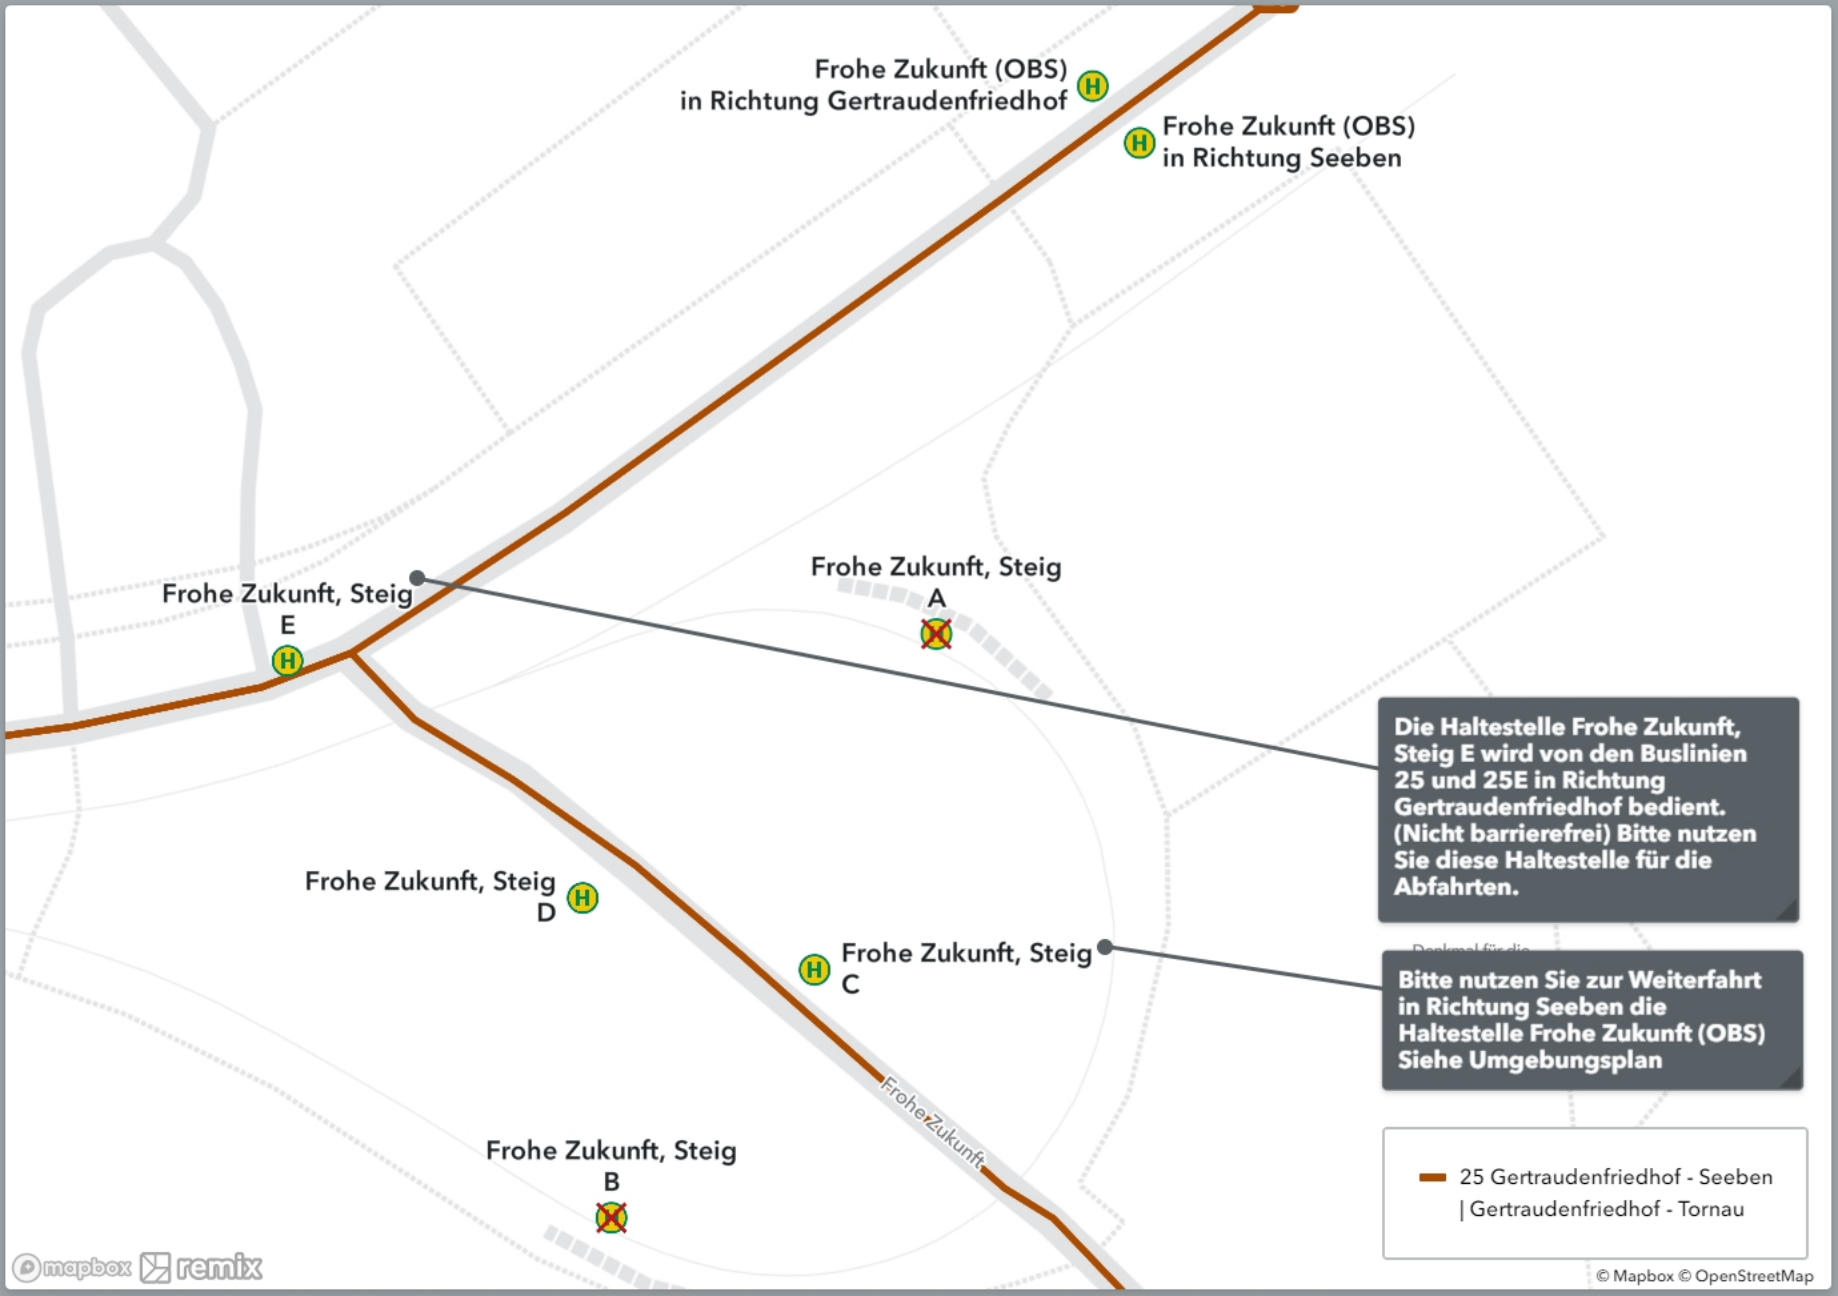 Frohe Zukunft (OBS)
in Richtung Gertraudenfriedhof
H
H
Frohe Zukunft (OBS)
in Richtung Seeben
Frohe Zukunft, Steig
A
Frohe Zukunft, Steig
E
H
Die Haltestelle Frohe Zukunft,
Steig E wird von den Buslinien
25 und 25E in Richtung
Gertraudenfriedhof bedient.
(Nicht barrierefrei) Bitte nutzen
Sie diese Haltestelle für die
Abfahrten.
Frohe Zukunft, Steig
D
H
H
Frohe Zukunft, Steig
C
Denkmal für die
Bitte nutzen Sie zur Weiterfahrt
in Richtung Seeben die
Haltestelle Frohe Zukunft (OBS)
Siehe Umgebungsplan
Frohe Zukunft
Frohe Zukunft, Steig
B
25 Gertraudenfriedhof - Seeben
| Gertraudenfriedhof - Tornau
mapbox remix
© Mapbox © OpenStreetMap